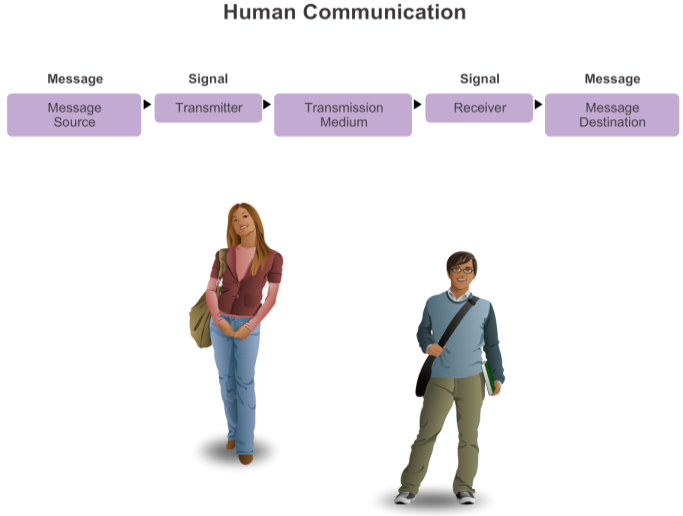 Human Communication
Message
Signal
Signal
Message
Message
Source
Transmitter
Transmission
Medium
Receiver
Message
Destination